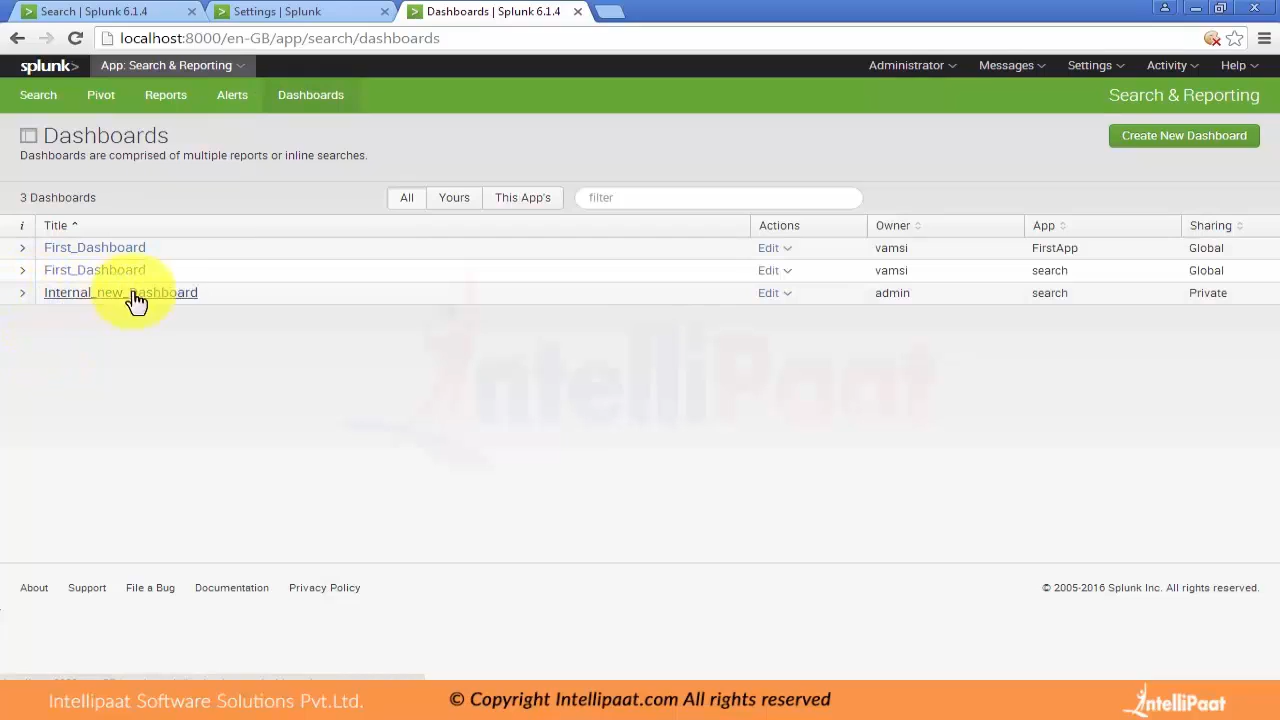 Search | Splunk 6.1.4
Settings | Splunk
Dashboards | Splunk 6.1.4
localhost:8000/en-GB/app/search/dashboards
splunk>
App: Search & Reporting
Administrator
Messages
Settings
Activity
Help
Search
Pivot
Reports
Alerts
Dashboards
Search & Reporting
Dashboards
Create New Dashboard
Dashboards are comprised of multiple reports or inline searches.
3 Dashboards
All
Yours
This App's
filter
i Title Actions Owner App Sharing
First_Dashboard Edit vamsi FirstApp Global
First_Dashboard Edit vamsi search Global
Internal_new_Dashboard Edit admin search Private
IntelliPaat
About Support File a Bug Documentation Privacy Policy
© 2005-2016 Splunk Inc. All rights reserved.
Intellipaat Software Solutions Pvt.Ltd.
© Copyright Intellipaat.com All rights reserved
IntelliPaat